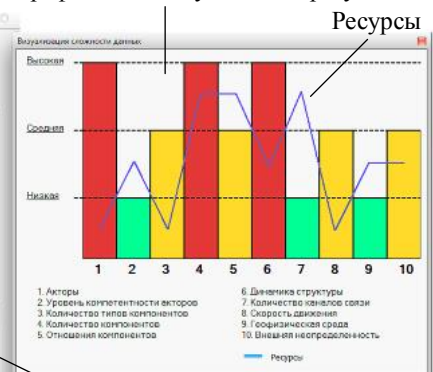 Ресурсы
Визуализация сложности данных
Высокая
Средняя
Низкая
1 2 3 4 5 6 7 8 9 10
1. Акторы
2. Уровень компетентности акторов
3. Количество типов компонентов
4. Количество компонентов
5. Отношения компонентов
6. Динамика структуры
7. Количество каналов связи
8. Скорость движения
9. Геофизическая среда
10. Внешняя неопределенность
Ресурсы